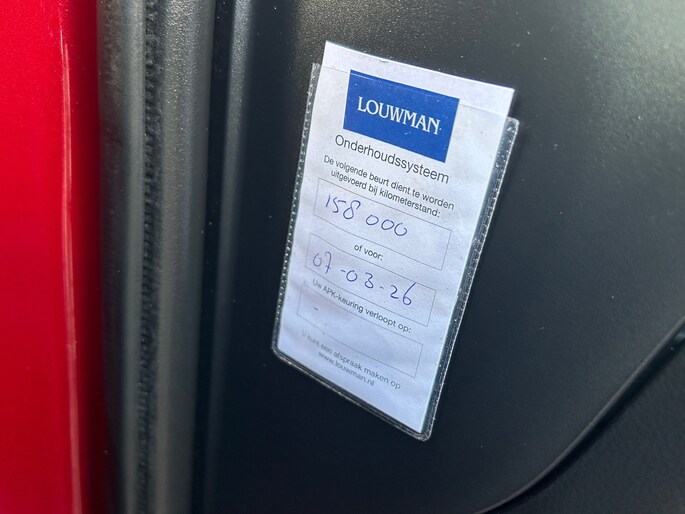 LOUWMAN
Onderhoudssysteem
De volgende beurt dient te worden
uitgevoerd bij kilometerstand:
158 000
of voor:
07-03-26
Uw APK-keuring verloopt op:
-
U kunt een afspraak maken op
www.louwman.nl